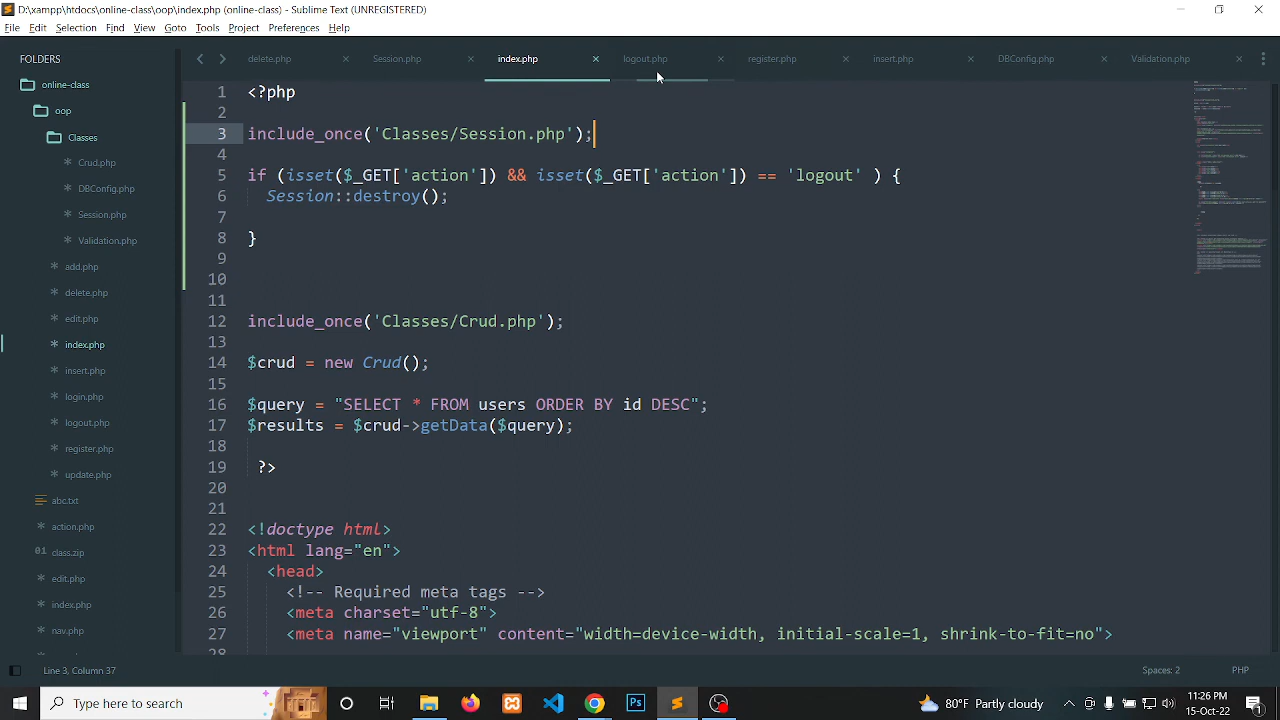 D:\xampp\htdocs\online-class\oop\index.php (online-class) - Sublime Text (UNREGISTERED)
File Edit Selection Find View Goto Tools Project Preferences Help
FOLDERS
online-class
oop
Classes
Crud.php
DBConfig.php
Session.php
Validation.php
add.php
delete.php
edit.php
index.php
insert.php
login.php
logout.php
register.php
update.php
abc.txt
action.php
class.zip
edit.php
index.php
nav.php
delete.php Session.php index.php logout.php register.php insert.php DBConfig.php Validation.php
1 <?php
2
3 include_once('Classes/Session.php');
4
5 if (isset($_GET['action']) && isset($_GET['action']) == 'logout' ) {
6 Session::destroy();
7
8 }
9
10
11
12 include_once('Classes/Crud.php');
13
14 $crud = new Crud();
15
16 $query = "SELECT * FROM users ORDER BY id DESC";
17 $results = $crud->getData($query);
18
19 ?>
20
21
22 <!doctype html>
23 <html lang="en">
24 <head>
25 <!-- Required meta tags -->
26 <meta charset="utf-8">
27 <meta name="viewport" content="width=device-width, initial-scale=1, shrink-to-fit=no">
28
Line 3, Column 37 Spaces: 2 PHP
Type here to search
80°F Partly cloudy
11:26 PM
15-Oct-22